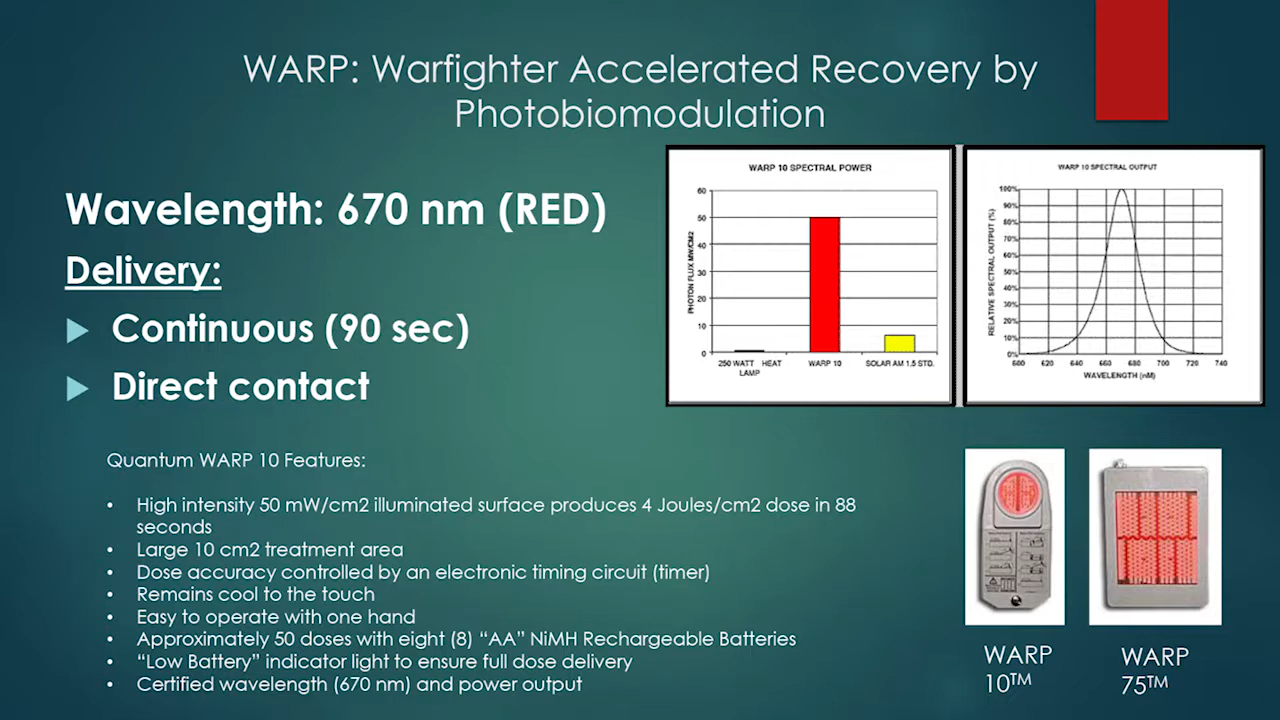 WARP: Warfighter Accelerated Recovery by
Photobiomodulation
Wavelength: 670 nm (RED)
Delivery:
Continuous (90 sec)
Direct contact
WARP 10 SPECTRAL POWER
PHOTON FLUX MW/CM2
60
50
40
30
20
10
0
250 WATT HEAT
LAMP
WARP 10
SOLAR AM 1.5 STD.
WARP 10 SPECTRAL OUTPUT
RELATIVE SPECTRAL OUTPUT (%)
100%
90%
80%
70%
60%
50%
40%
30%
20%
10%
0%
600 620 640 660 680 700 720 740
WAVELENGTH (nM)
Quantum WARP 10 Features:
• High intensity 50 mW/cm2 illuminated surface produces 4 Joules/cm2 dose in 88
seconds
• Large 10 cm2 treatment area
• Dose accuracy controlled by an electronic timing circuit (timer)
• Remains cool to the touch
• Easy to operate with one hand
• Approximately 50 doses with eight (8) “AA” NiMH Rechargeable Batteries
• “Low Battery” indicator light to ensure full dose delivery
• Certified wavelength (670 nm) and power output
WARP
10™
WARP
75™